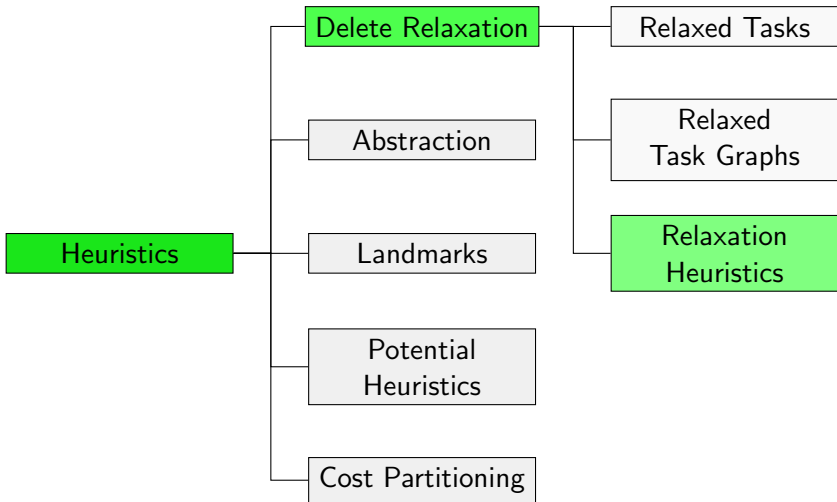 Heuristics
Delete Relaxation
Abstraction
Landmarks
Potential
Heuristics
Cost Partitioning
Relaxed Tasks
Relaxed
Task Graphs
Relaxation
Heuristics